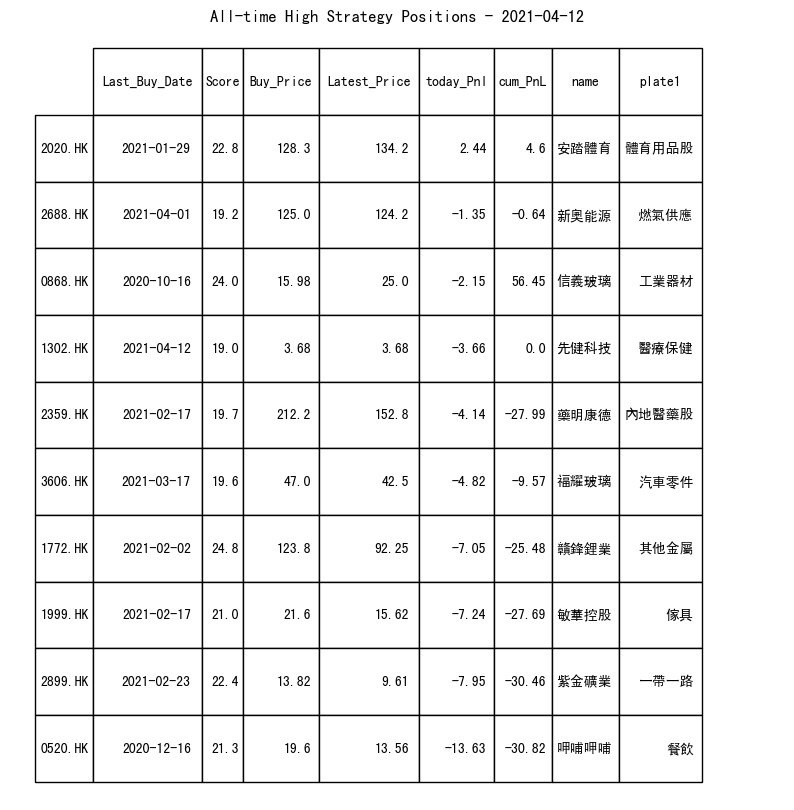 All-time High Strategy Positions - 2021-04-12
Last_Buy_Date Score Buy_Price Latest_Price today_Pnl cum_PnL name plate1
2020.HK 2021-01-29 22.8 128.3 134.2 2.44 4.6 安踏體育 體育用品股
2688.HK 2021-04-01 19.2 125.0 124.2 -1.35 -0.64 新奧能源 燃氣供應
0868.HK 2020-10-16 24.0 15.98 25.0 -2.15 56.45 信義玻璃 工業器材
1302.HK 2021-04-12 19.0 3.68 3.68 -3.66 0.0 先健科技 醫療保健
2359.HK 2021-02-17 19.7 212.2 152.8 -4.14 -27.99 藥明康德 內地醫藥股
3606.HK 2021-03-17 19.6 47.0 42.5 -4.82 -9.57 福耀玻璃 汽車零件
1772.HK 2021-02-02 24.8 123.8 92.25 -7.05 -25.48 贛鋒鋰業 其他金屬
1999.HK 2021-02-17 21.0 21.6 15.62 -7.24 -27.69 敏華控股 傢具
2899.HK 2021-02-23 22.4 13.82 9.61 -7.95 -30.46 紫金礦業 一帶一路
0520.HK 2020-12-16 21.3 19.6 13.56 -13.63 -30.82 呷哺呷哺 餐飲